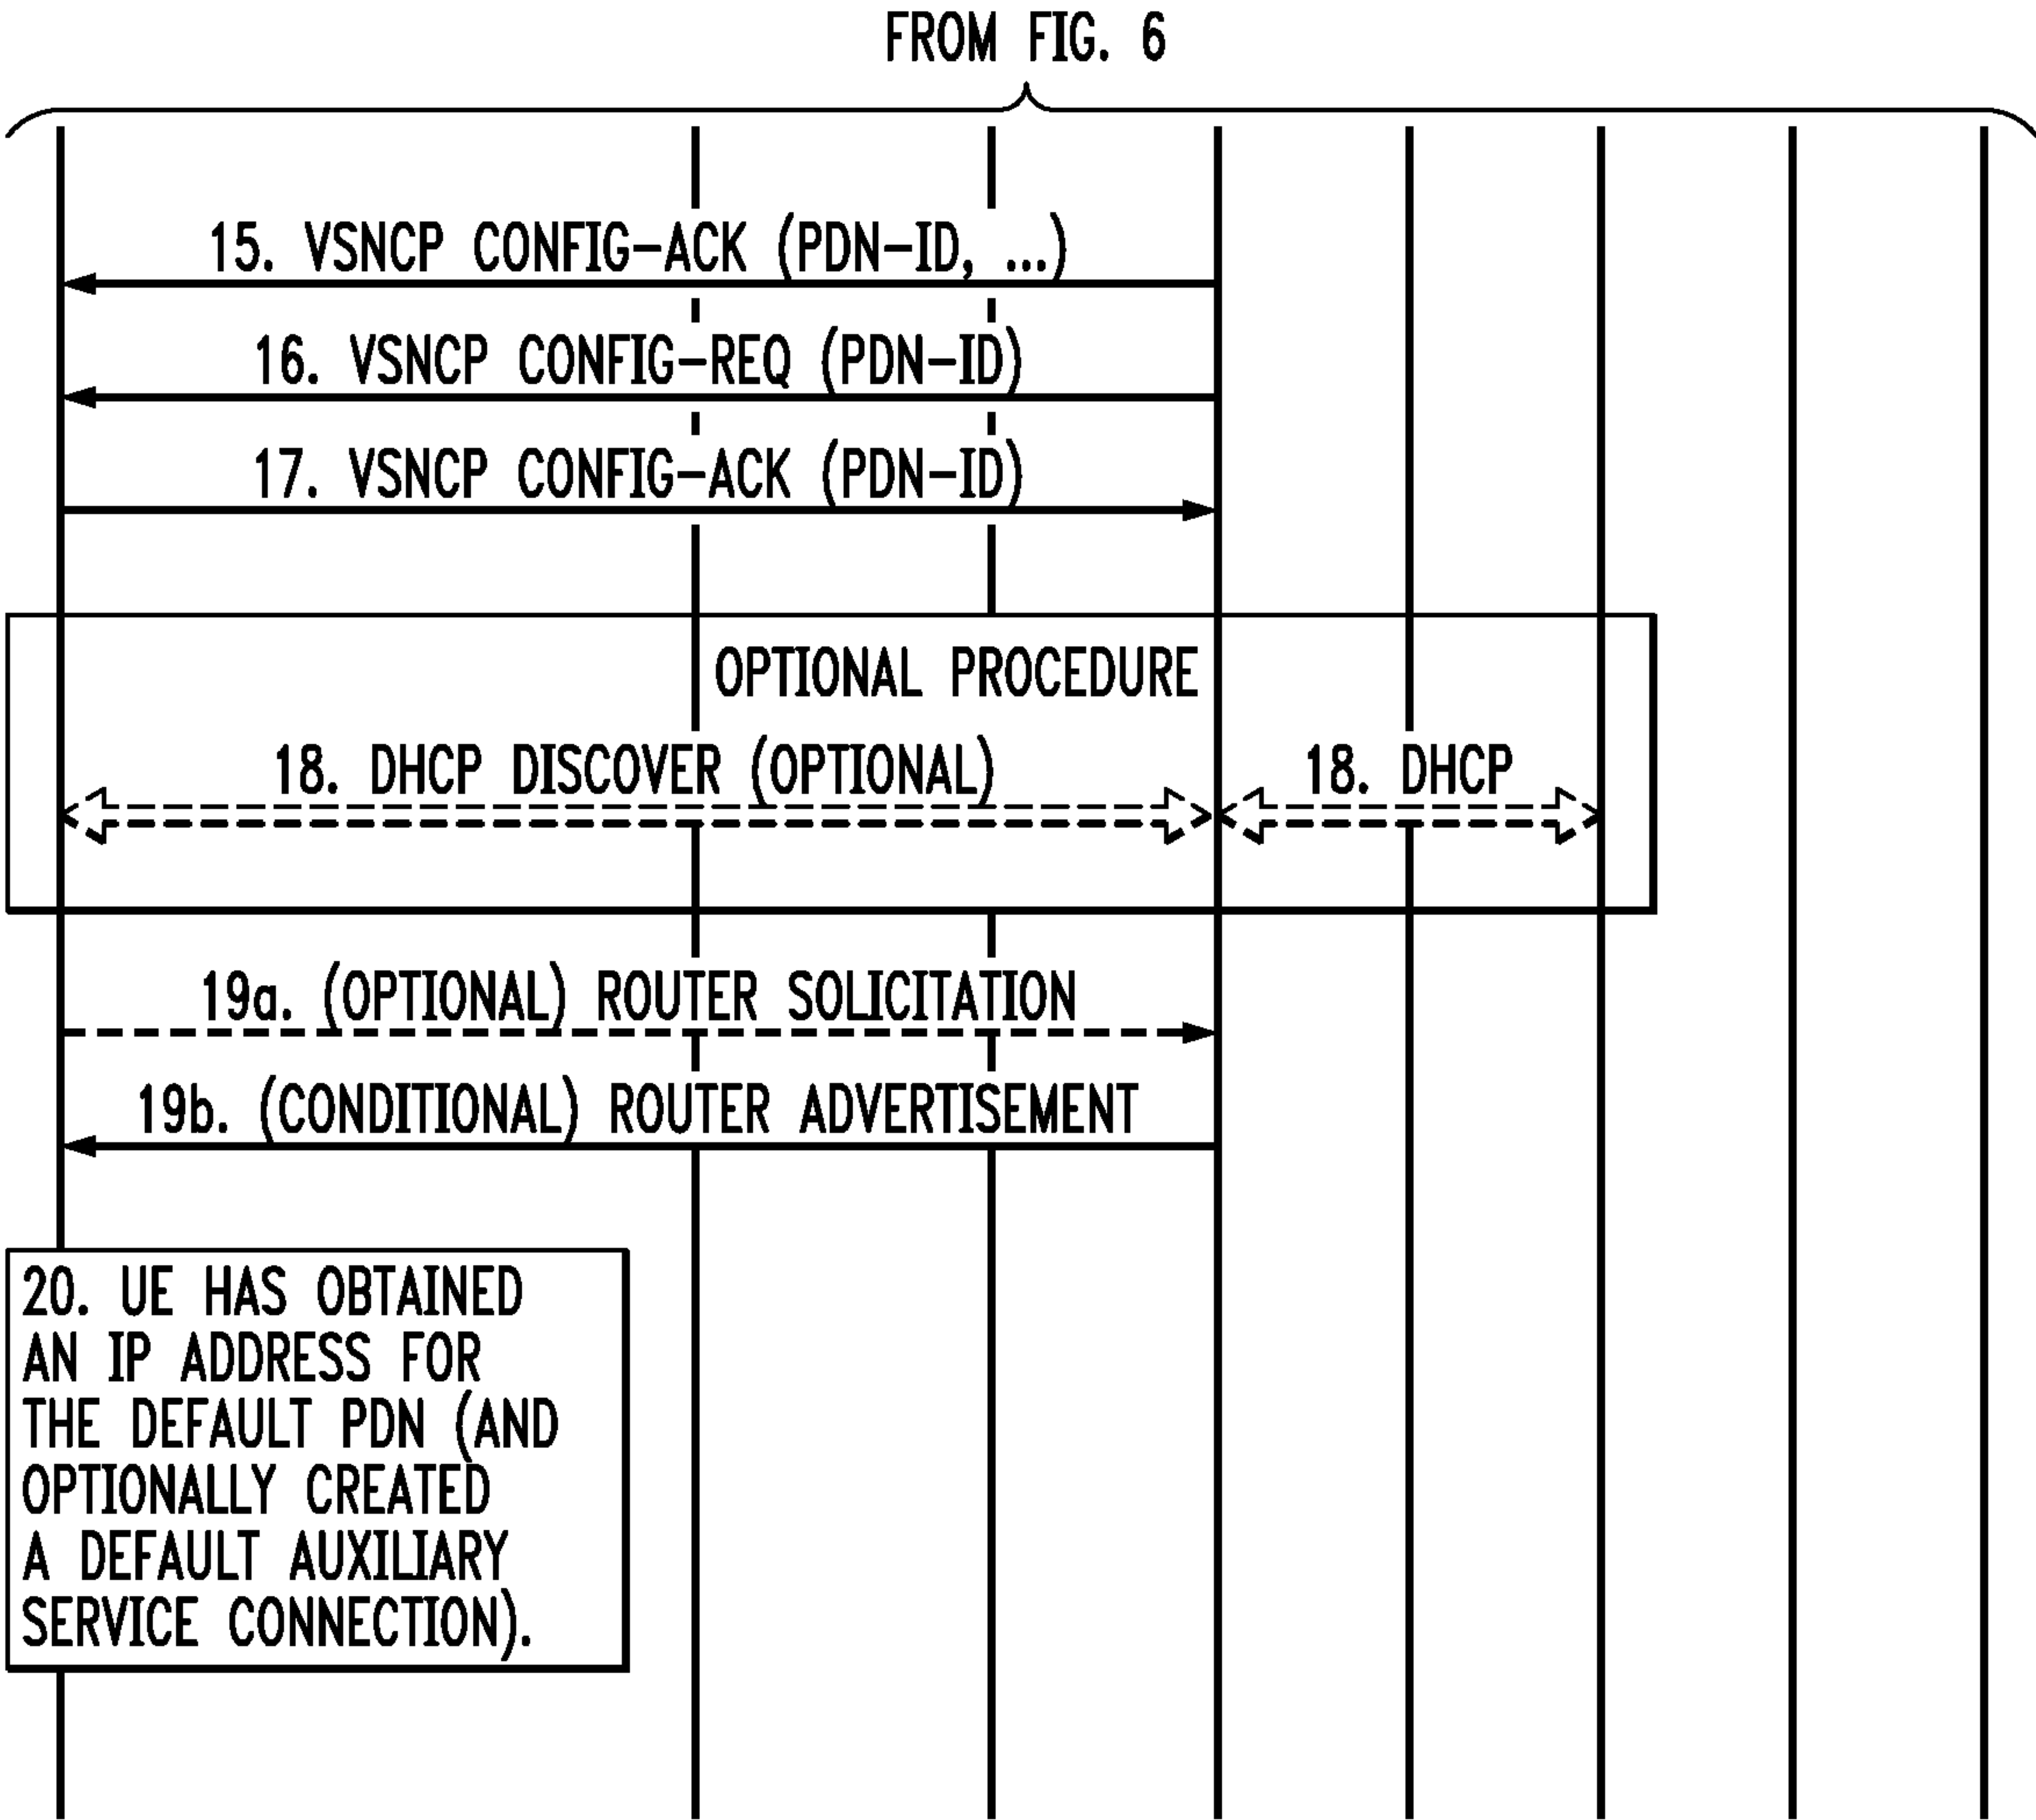 FROM FIG. 6
15. VSNCP CONFIG-ACK (PDN-ID, ...)
16. VSNCP CONFIG-REQ (PDN-ID)
17. VSNCP CONFIG-ACK (PDN-ID)
OPTIONAL PROCEDURE
18. DHCP DISCOVER (OPTIONAL)
18. DHCP
19a. (OPTIONAL) ROUTER SOLICITATION
19b. (CONDITIONAL) ROUTER ADVERTISEMENT
20. UE HAS OBTAINED
AN IP ADDRESS FOR
THE DEFAULT PDN (AND
OPTIONALLY CREATED
A DEFAULT AUXILIARY
SERVICE CONNECTION).